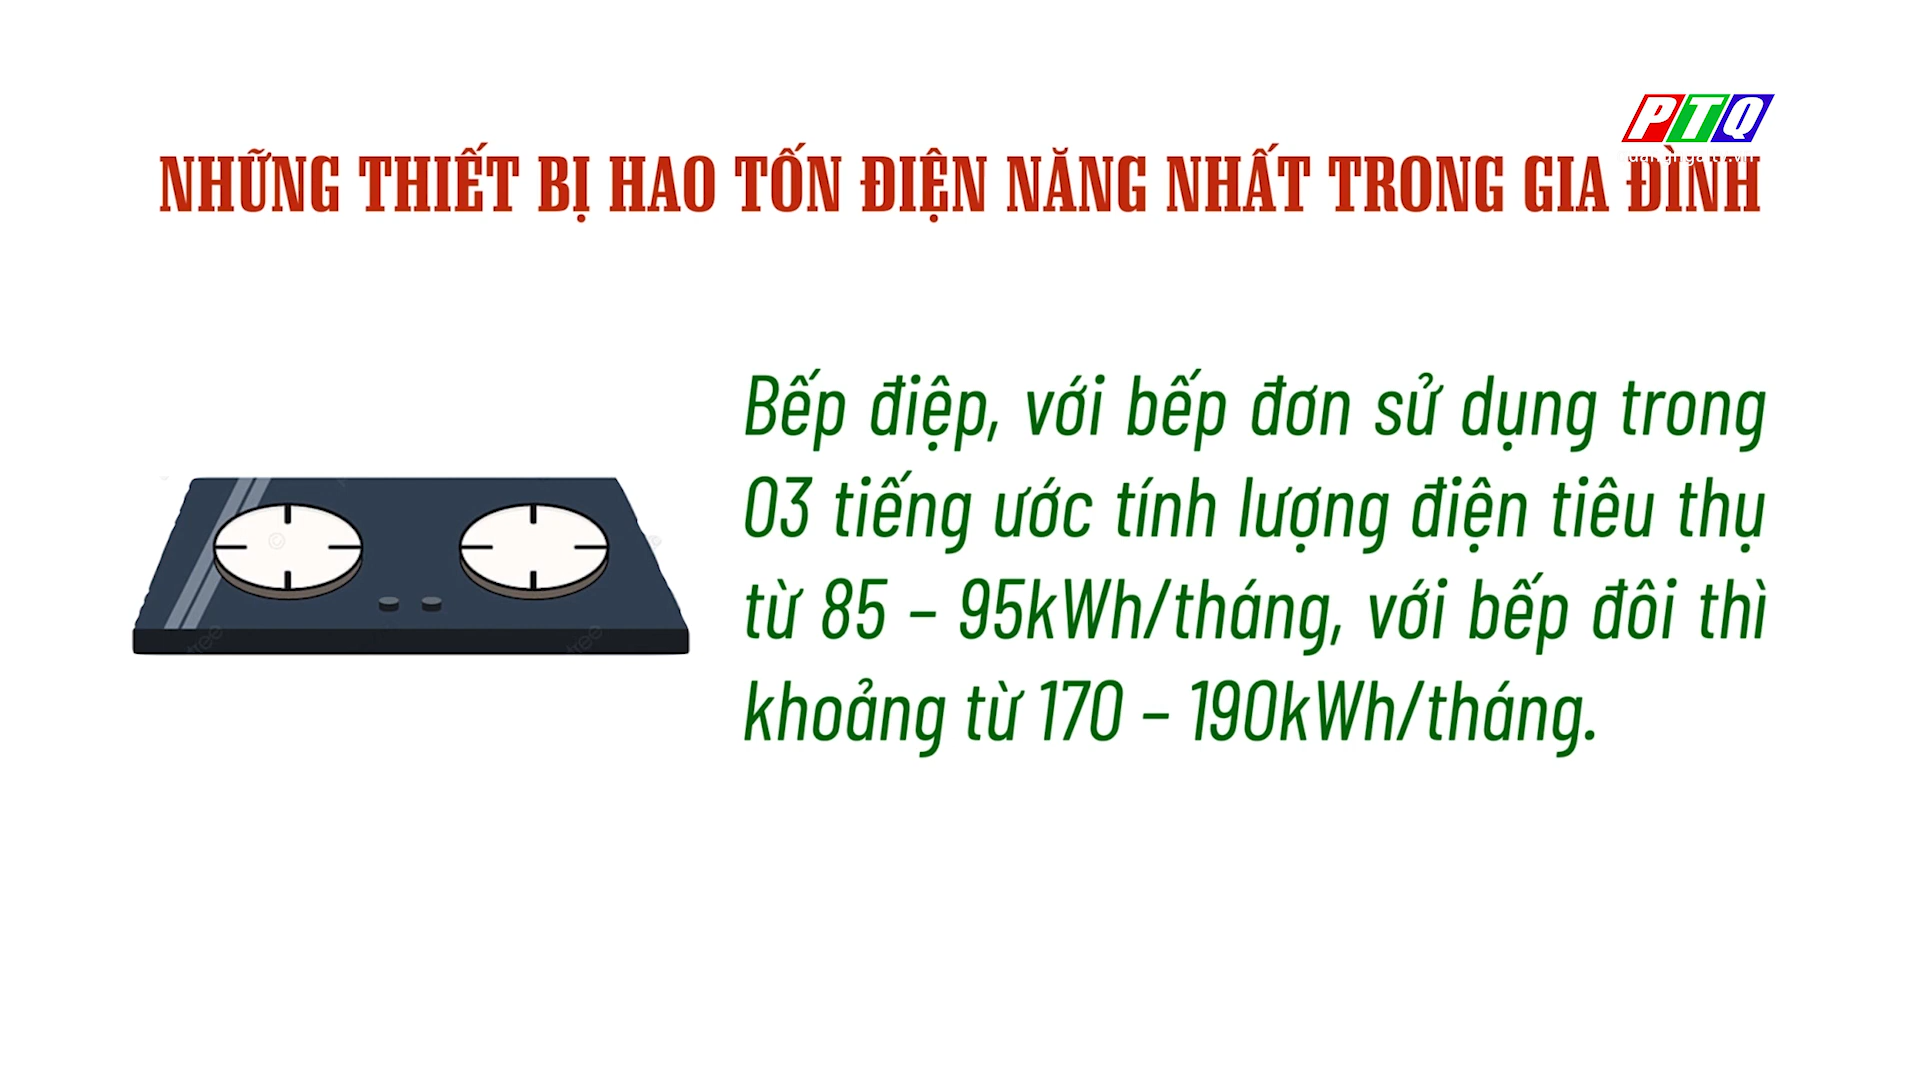 PTQ
NHỮNG THIẾT BỊ HAO TỐN ĐIỆN NĂNG NHẤT TRONG GIA ĐÌNH
Bếp điệp, với bếp đơn sử dụng trong
03 tiếng ước tính lượng điện tiêu thụ
từ 85 – 95kWh/tháng, với bếp đôi thì
khoảng từ 170 – 190kWh/tháng.